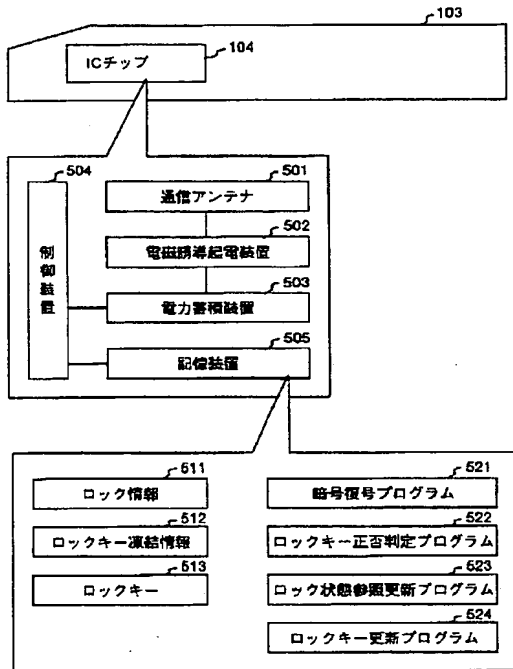 103
ICチップ
104
504
制御装置
501
通信アンテナ
502
電磁誘導起電装置
503
電力蓄積装置
505
記憶装置
511
ロック情報
512
ロックキー凍結情報
513
ロックキー
521
暗号復号プログラム
522
ロックキー正否判定プログラム
523
ロック状態参照更新プログラム
524
ロックキー更新プログラム